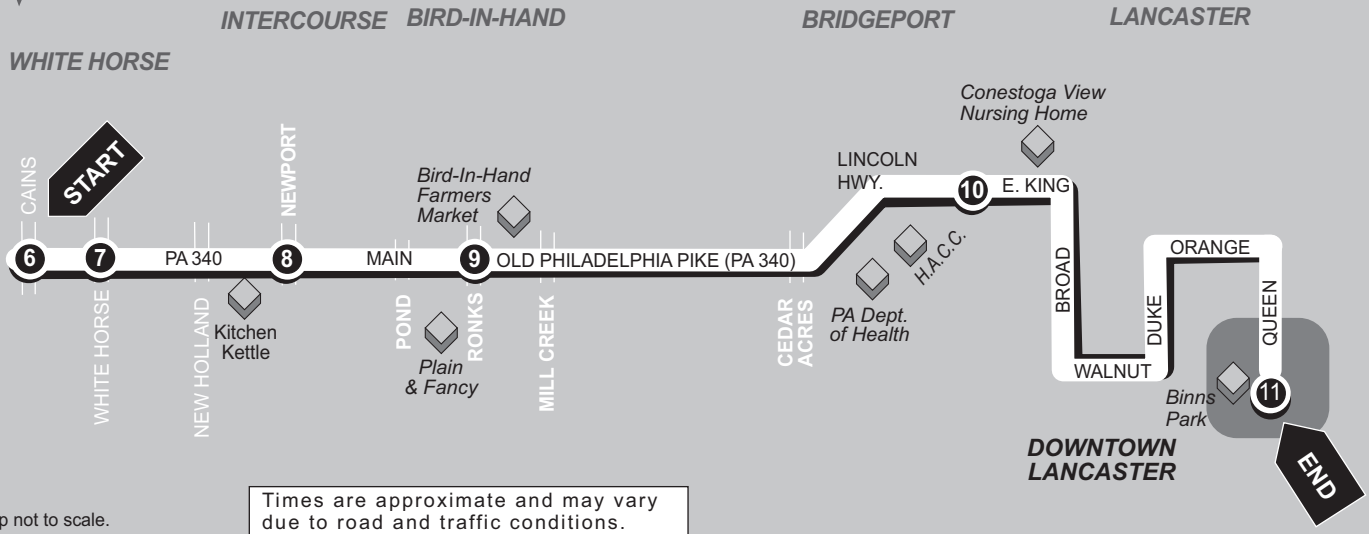 INTERCOURSE
BIRD-IN-HAND
BRIDGEPORT
LANCASTER
WHITE HORSE
Conestoga View
Nursing Home
START
CAINS
NEWPORT
Bird-In-Hand
Farmers
Market
LINCOLN
HWY.
10
E. KING
6
7
PA 340
8
MAIN
9
OLD PHILADELPHIA PIKE (PA 340)
H.A.C.C.
ORANGE
WHITE HORSE
NEW HOLLAND
Kitchen
Kettle
POND
RONKS
Plain
& Fancy
MILL CREEK
CEDAR
ACRES
PA Dept.
of Health
BROAD
WALNUT
DUKE
QUEEN
Binns
Park
11
DOWNTOWN
LANCASTER
END
p not to scale.
Times are approximate and may vary
due to road and traffic conditions.